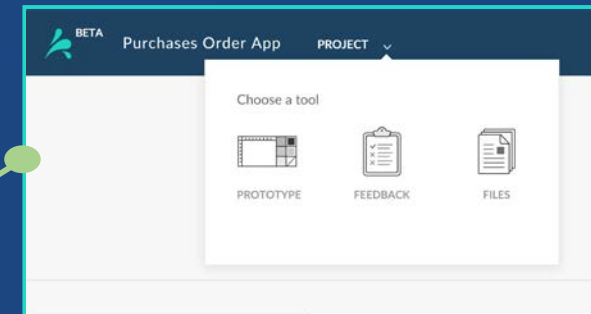 BETA
Purchases Order App PROJECT
Choose a tool
PROTOTYPE FEEDBACK FILES